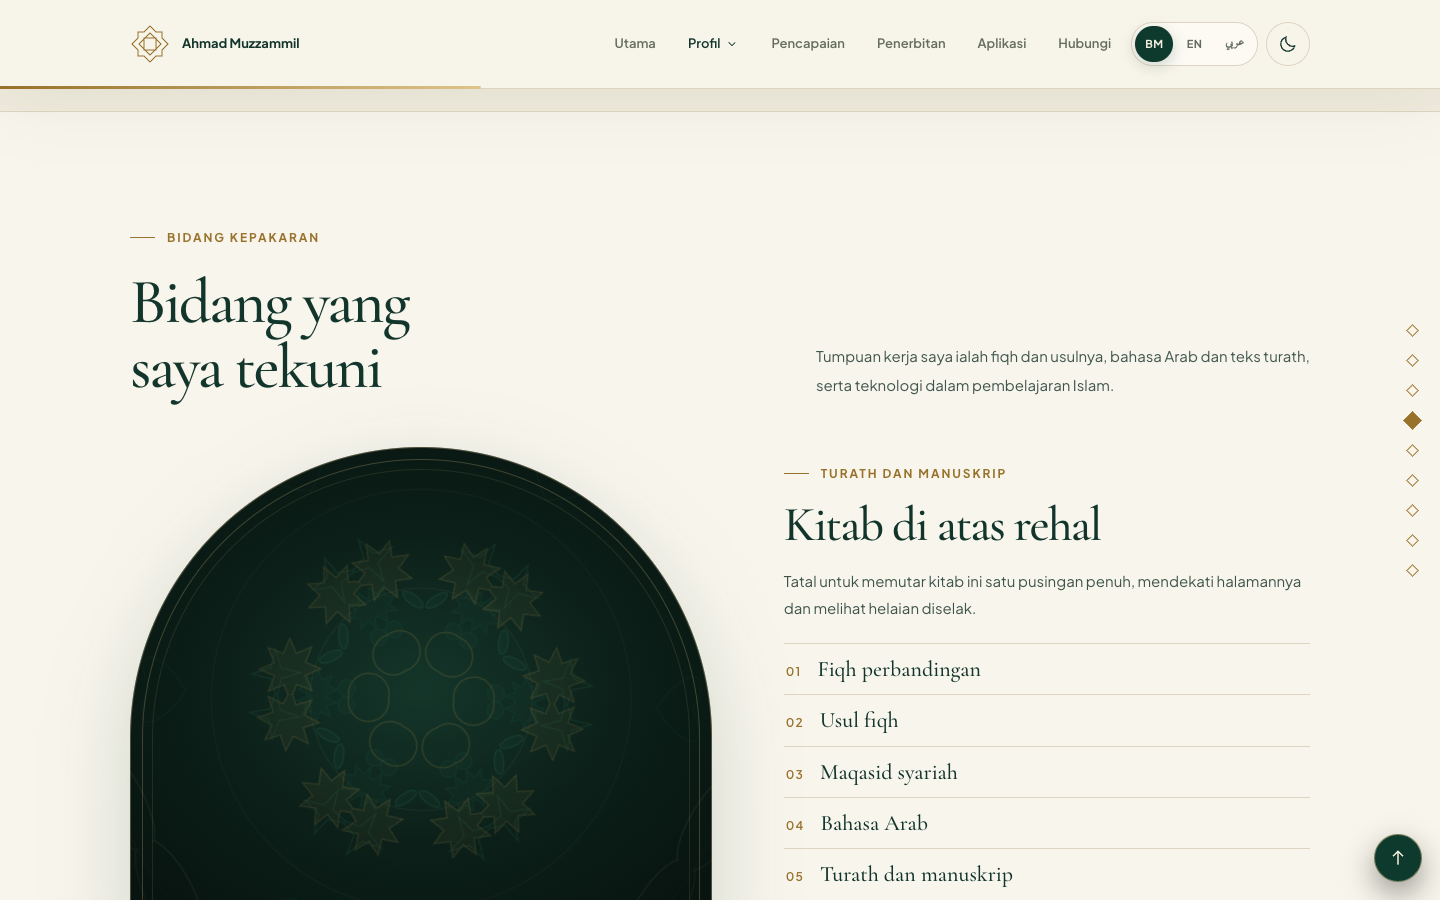 Ahmad Muzzammil
Utama
Profil
Pencapaian
Penerbitan
Aplikasi
Hubungi
BM
EN
عربي
BIDANG KEPAKARAN
Bidang yang
saya tekuni
Tumpuan kerja saya ialah fiqh dan usulnya, bahasa Arab dan teks turath,
serta teknologi dalam pembelajaran Islam.
TURATH DAN MANUSKRIP
Kitab di atas rehal
Tatal untuk memutar kitab ini satu pusingan penuh, mendekati halamannya
dan melihat helaian diselak.
01 Fiqh perbandingan
02 Usul fiqh
03 Maqasid syariah
04 Bahasa Arab
05 Turath dan manuskrip